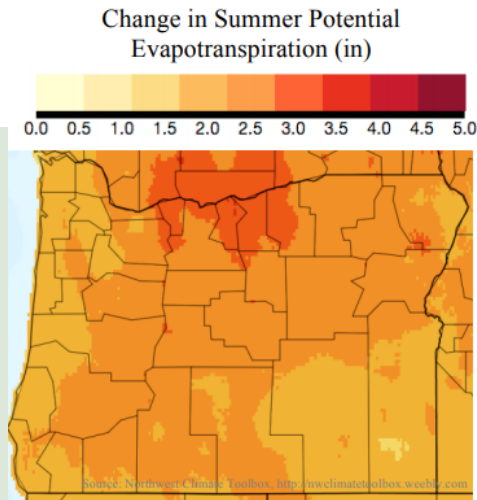 Change in Summer Potential
Evapotranspiration (in)
0.0 0.5 1.0 1.5 2.0 2.5 3.0 3.5 4.0 4.5 5.0
Source: Northwest Climate Toolbox, http://nwclimatetoolbox.weebly.com